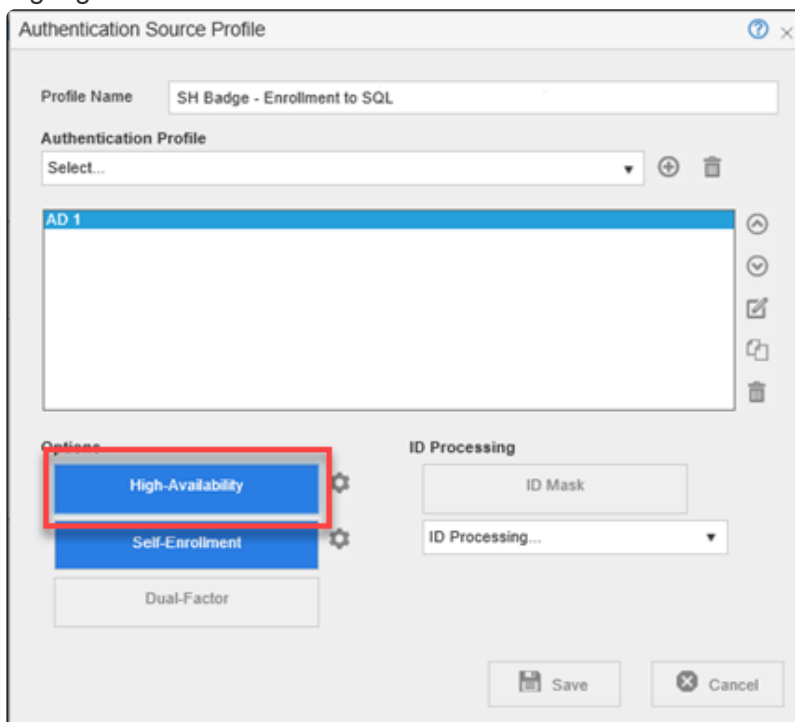 Authentication Source Profile
Profile Name SH Badge - Enrollment to SQL
Authentication Profile
Select...
AD 1
Options ID Processing
High-Availability ID Mask
Self-Enrollment ID Processing...
Dual-Factor
Save Cancel